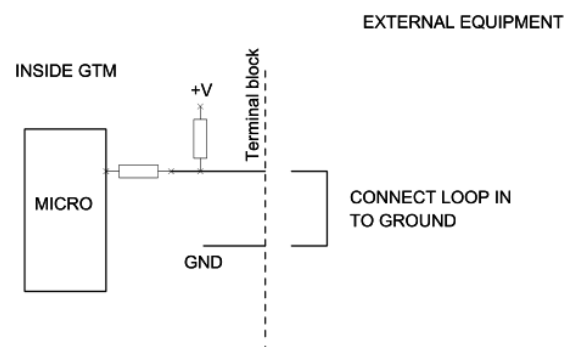 EXTERNAL EQUIPMENT
INSIDE GTM
+V
Terminal block
MICRO
CONNECT LOOP IN
TO GROUND
GND